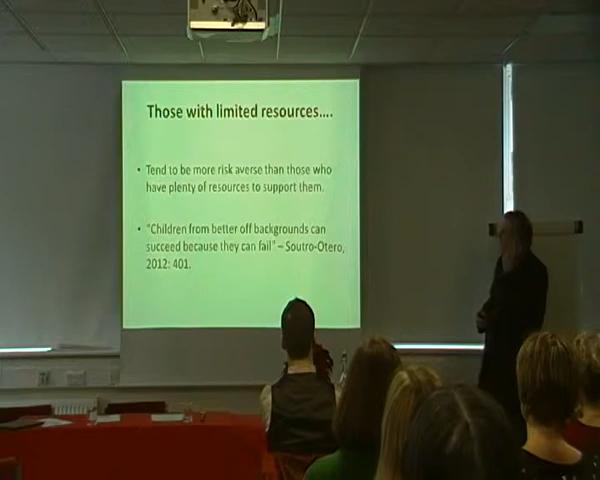 Those with limited resources....
• Tend to be more risk averse than those who
have plenty of resources to support them.
• "Children from better off backgrounds can
succeed because they can fail" – Soutro-Otero,
2012: 401.